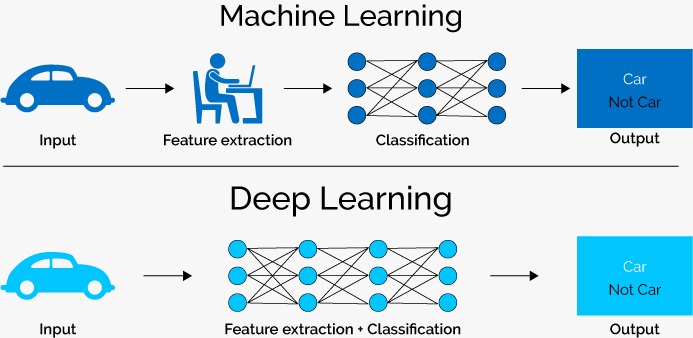 Machine Learning
Car
Not Car
Input
Feature extraction
Classification
Output
Deep Learning
Car
Not Car
Input
Feature extraction + Classification
Output